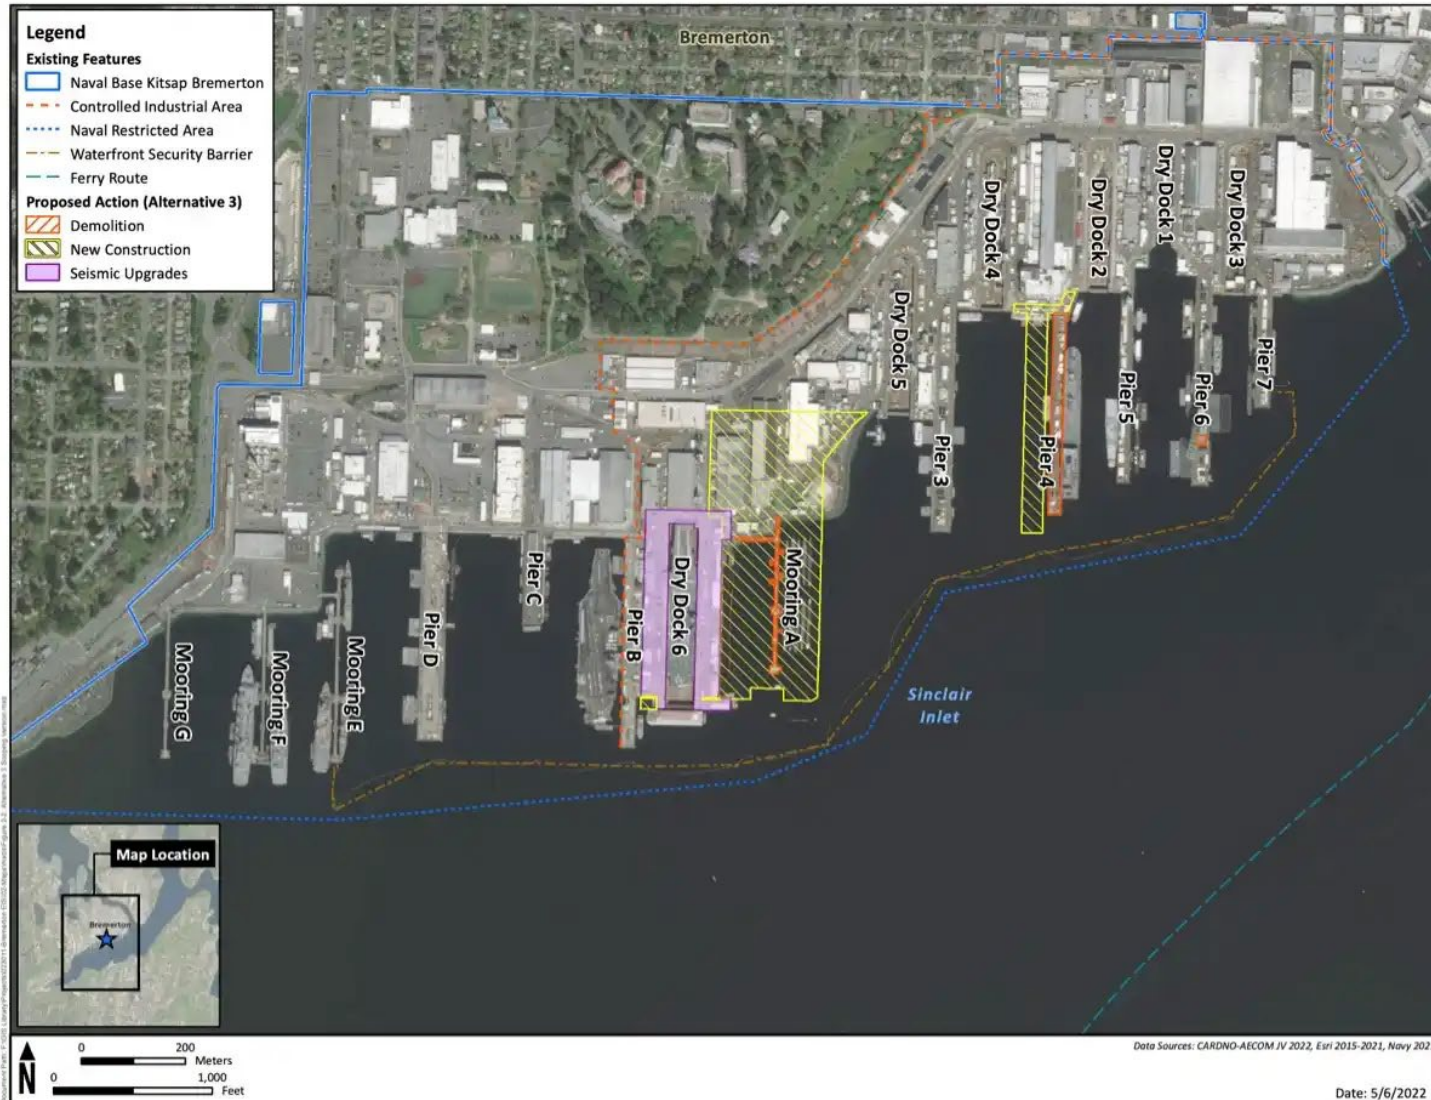 Legend
Existing Features
Naval Base Kitsap Bremerton
Controlled Industrial Area
Naval Restricted Area
Waterfront Security Barrier
Ferry Route
Proposed Action (Alternative 3)
Demolition
New Construction
Seismic Upgrades
Bremerton
Dry Dock 4
Dry Dock 2
Dry Dock 1
Dry Dock 3
Dry Dock 5
Pier 3
Pier 4
Pier 5
Pier 6
Pier 7
Mooring G
Mooring F
Mooring E
Pier D
Pier C
Pier B
Dry Dock 6
Mooring A
Sinclair
Inlet
Map Location
Bremerton
N
0 200
Meters
0 1,000
Feet
Data Sources: CARDNO-AECOM JV 2022, Esri 2015-2021, Navy 202
Date: 5/6/2022